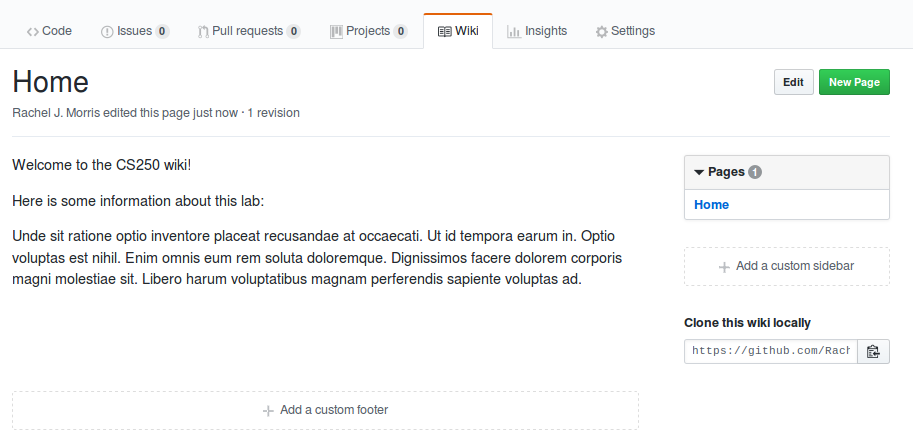 Code Issues 0 Pull requests 0 Projects 0 Wiki Insights Settings
Home
Edit New Page
Rachel J. Morris edited this page just now · 1 revision
Welcome to the CS250 wiki!
Here is some information about this lab:
Unde sit ratione optio inventore placeat recusandae at occaecati. Ut id tempora earum in. Optio
voluptas est nihil. Enim omnis eum rem soluta doloremque. Dignissimos facere dolorem corporis
magni molestiae sit. Libero harum voluptatibus magnam perferendis sapiente voluptas ad.
Pages 1
Home
Add a custom sidebar
Clone this wiki locally
https://github.com/Rach
Add a custom footer